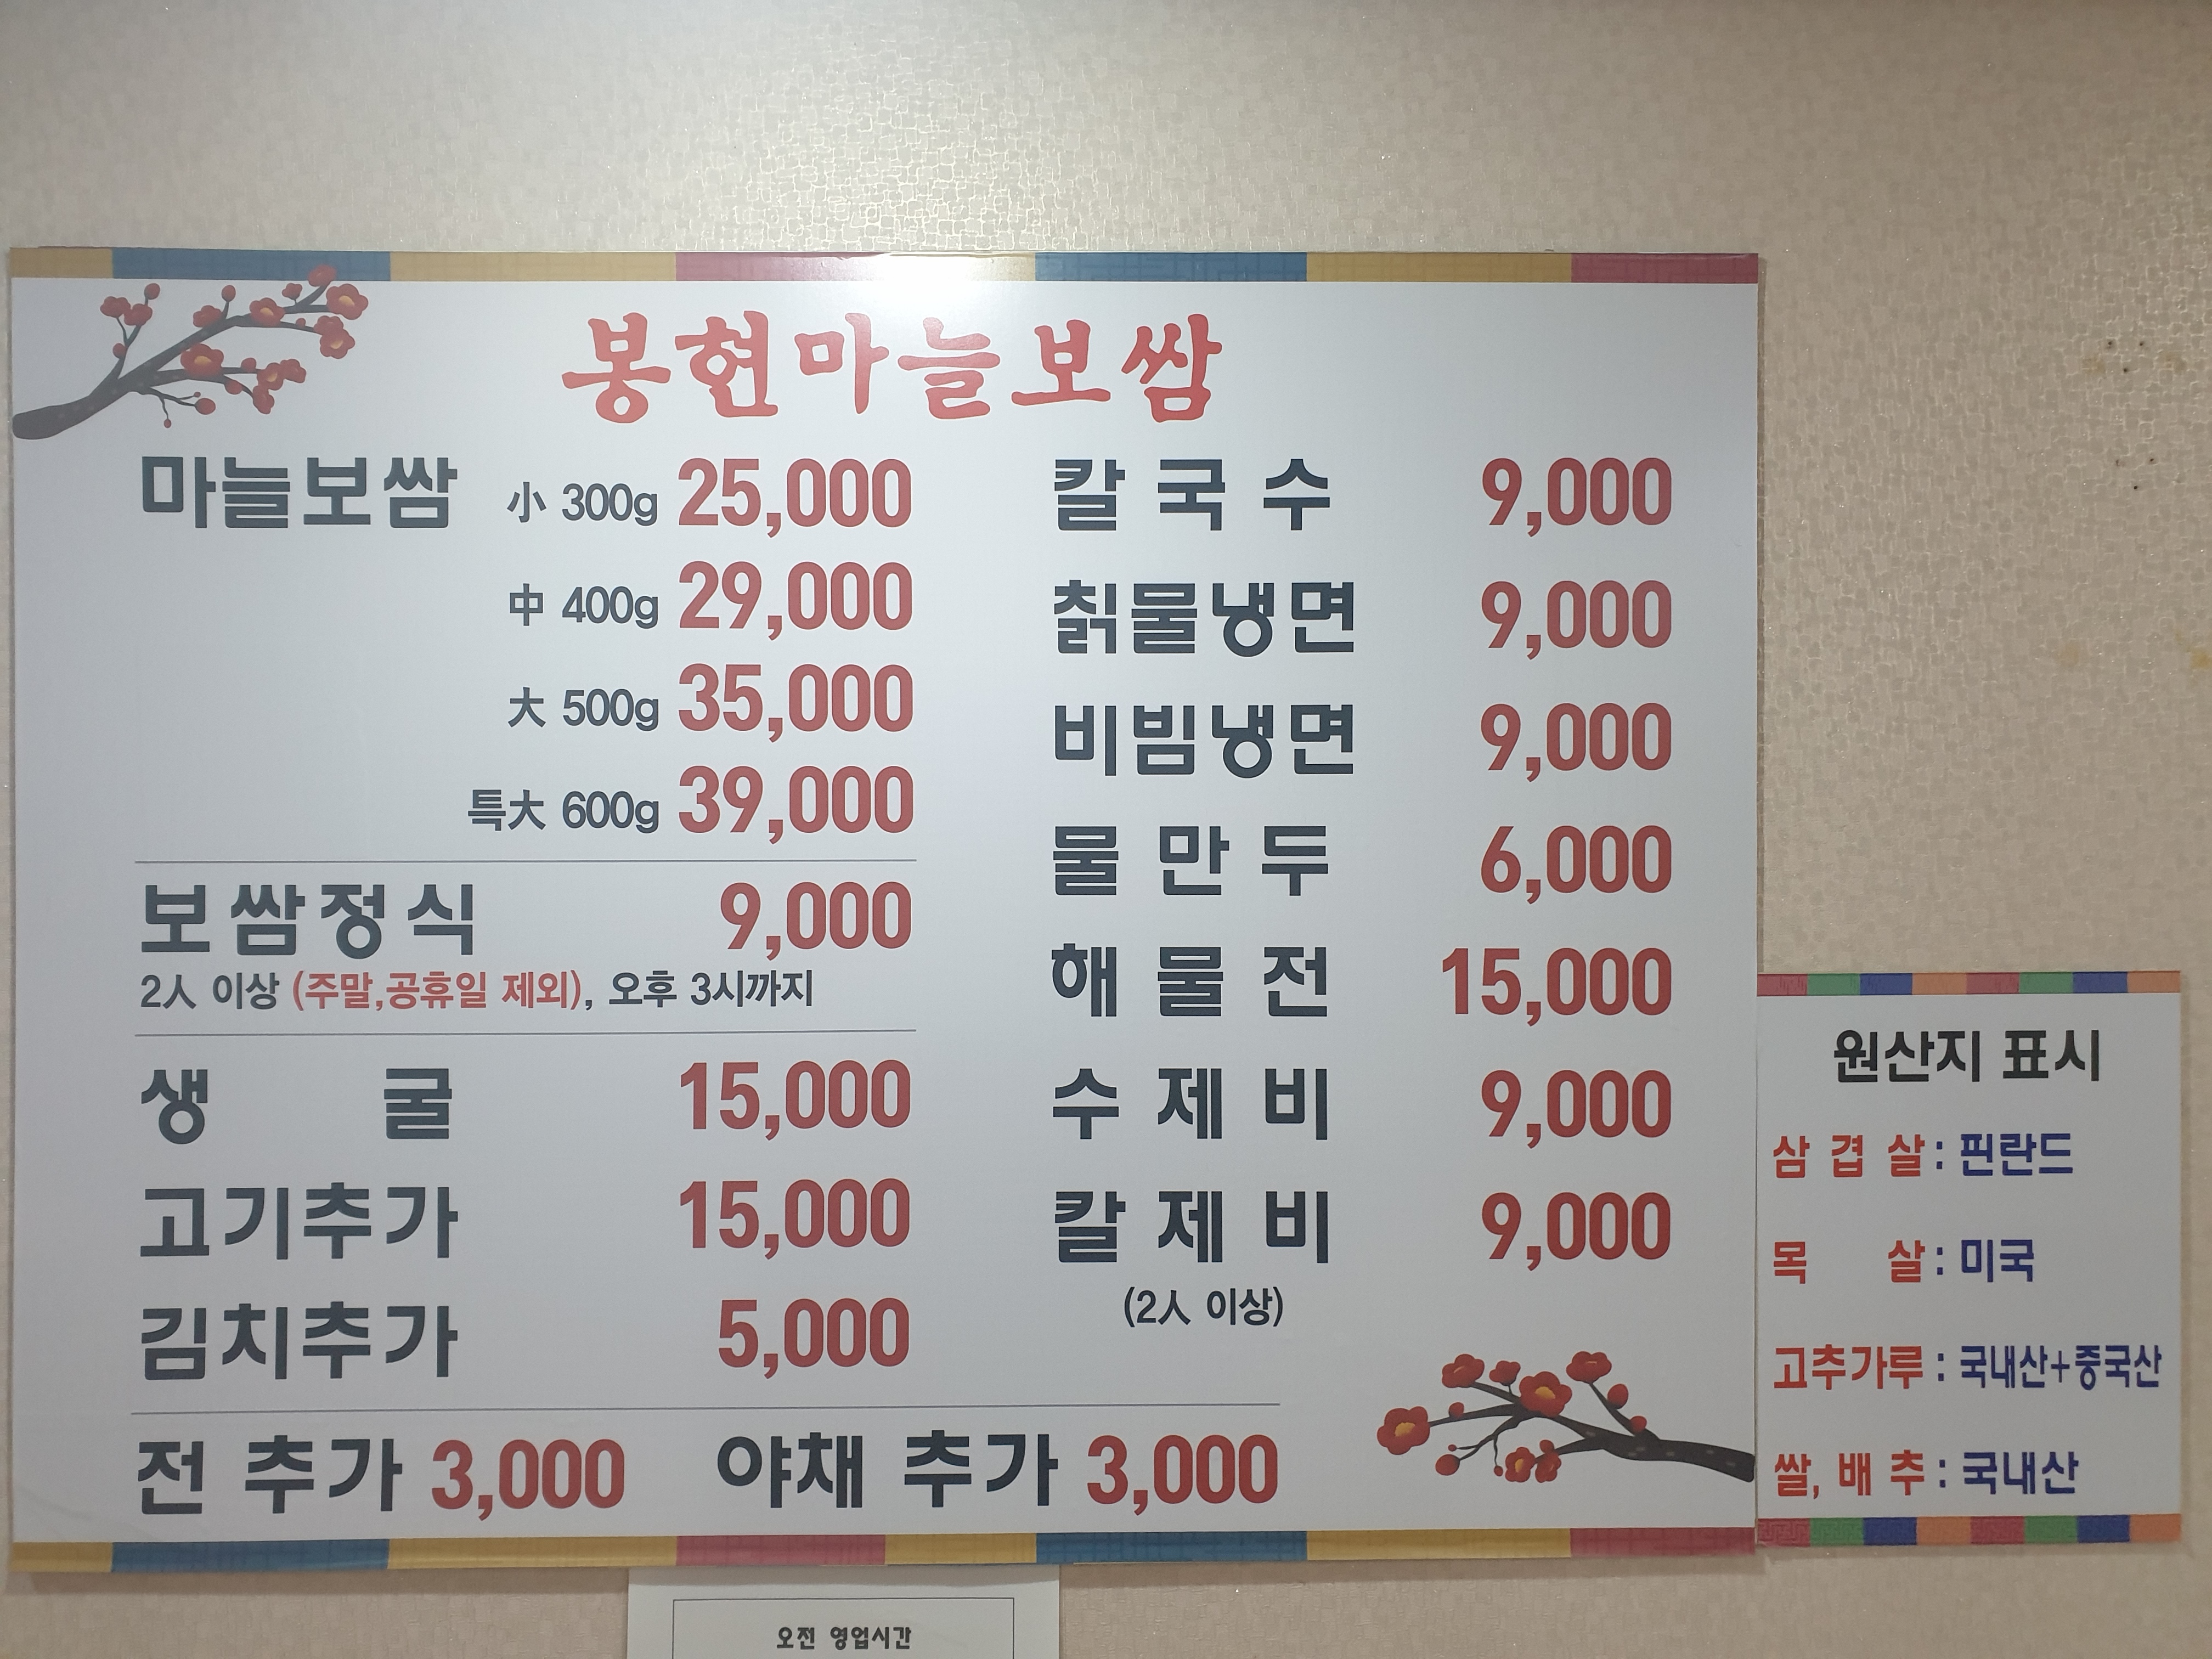 봉현마늘보쌈
마늘보쌈 小 300g 25,000
中 400g 29,000
大 500g 35,000
특大 600g 39,000
보쌈정식 9,000
2人 이상 (주말,공휴일 제외), 오후 3시까지
생 굴 15,000
고기추가 15,000
김치추가 5,000
칼국수 9,000
칡물냉면 9,000
비빔냉면 9,000
물만두 6,000
해물전 15,000
수제비 9,000
칼제비 9,000
(2人 이상)
전 추가 3,000 야채 추가 3,000
원산지 표시
삼겹살 : 핀란드
목살 : 미국
고추가루 : 국내산+중국산
쌀, 배추 : 국내산
오전 영업시간